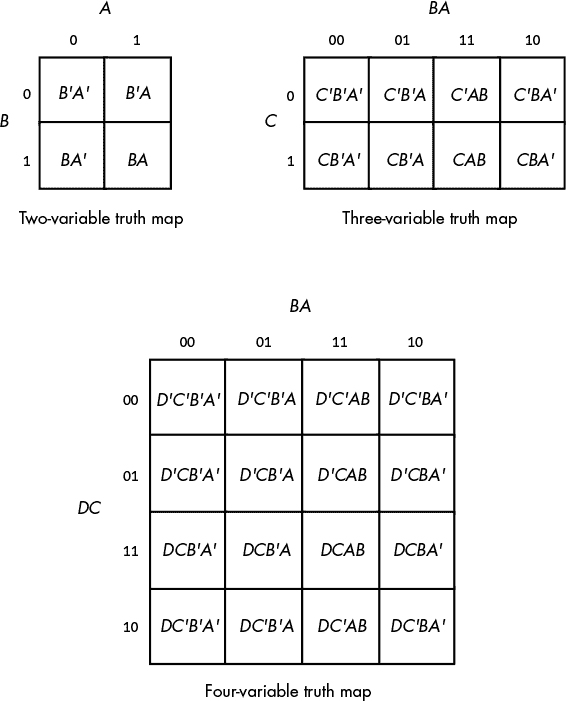 A
BA
0 1
00 01 11 10
0 B'A' B'A
0 C'B'A' C'B'A C'AB C'BA'
B
C
1 BA' BA
1 CB'A' CB'A CAB CBA'
Two-variable truth map
Three-variable truth map
BA
00 01 11 10
00 D'C'B'A' D'C'B'A D'C'AB D'C'BA'
01 D'CB'A' D'CB'A D'CAB D'CBA'
DC
11 DCB'A' DCB'A DCAB DCBA'
10 DC'B'A' DC'B'A DC'AB DC'BA'
Four-variable truth map